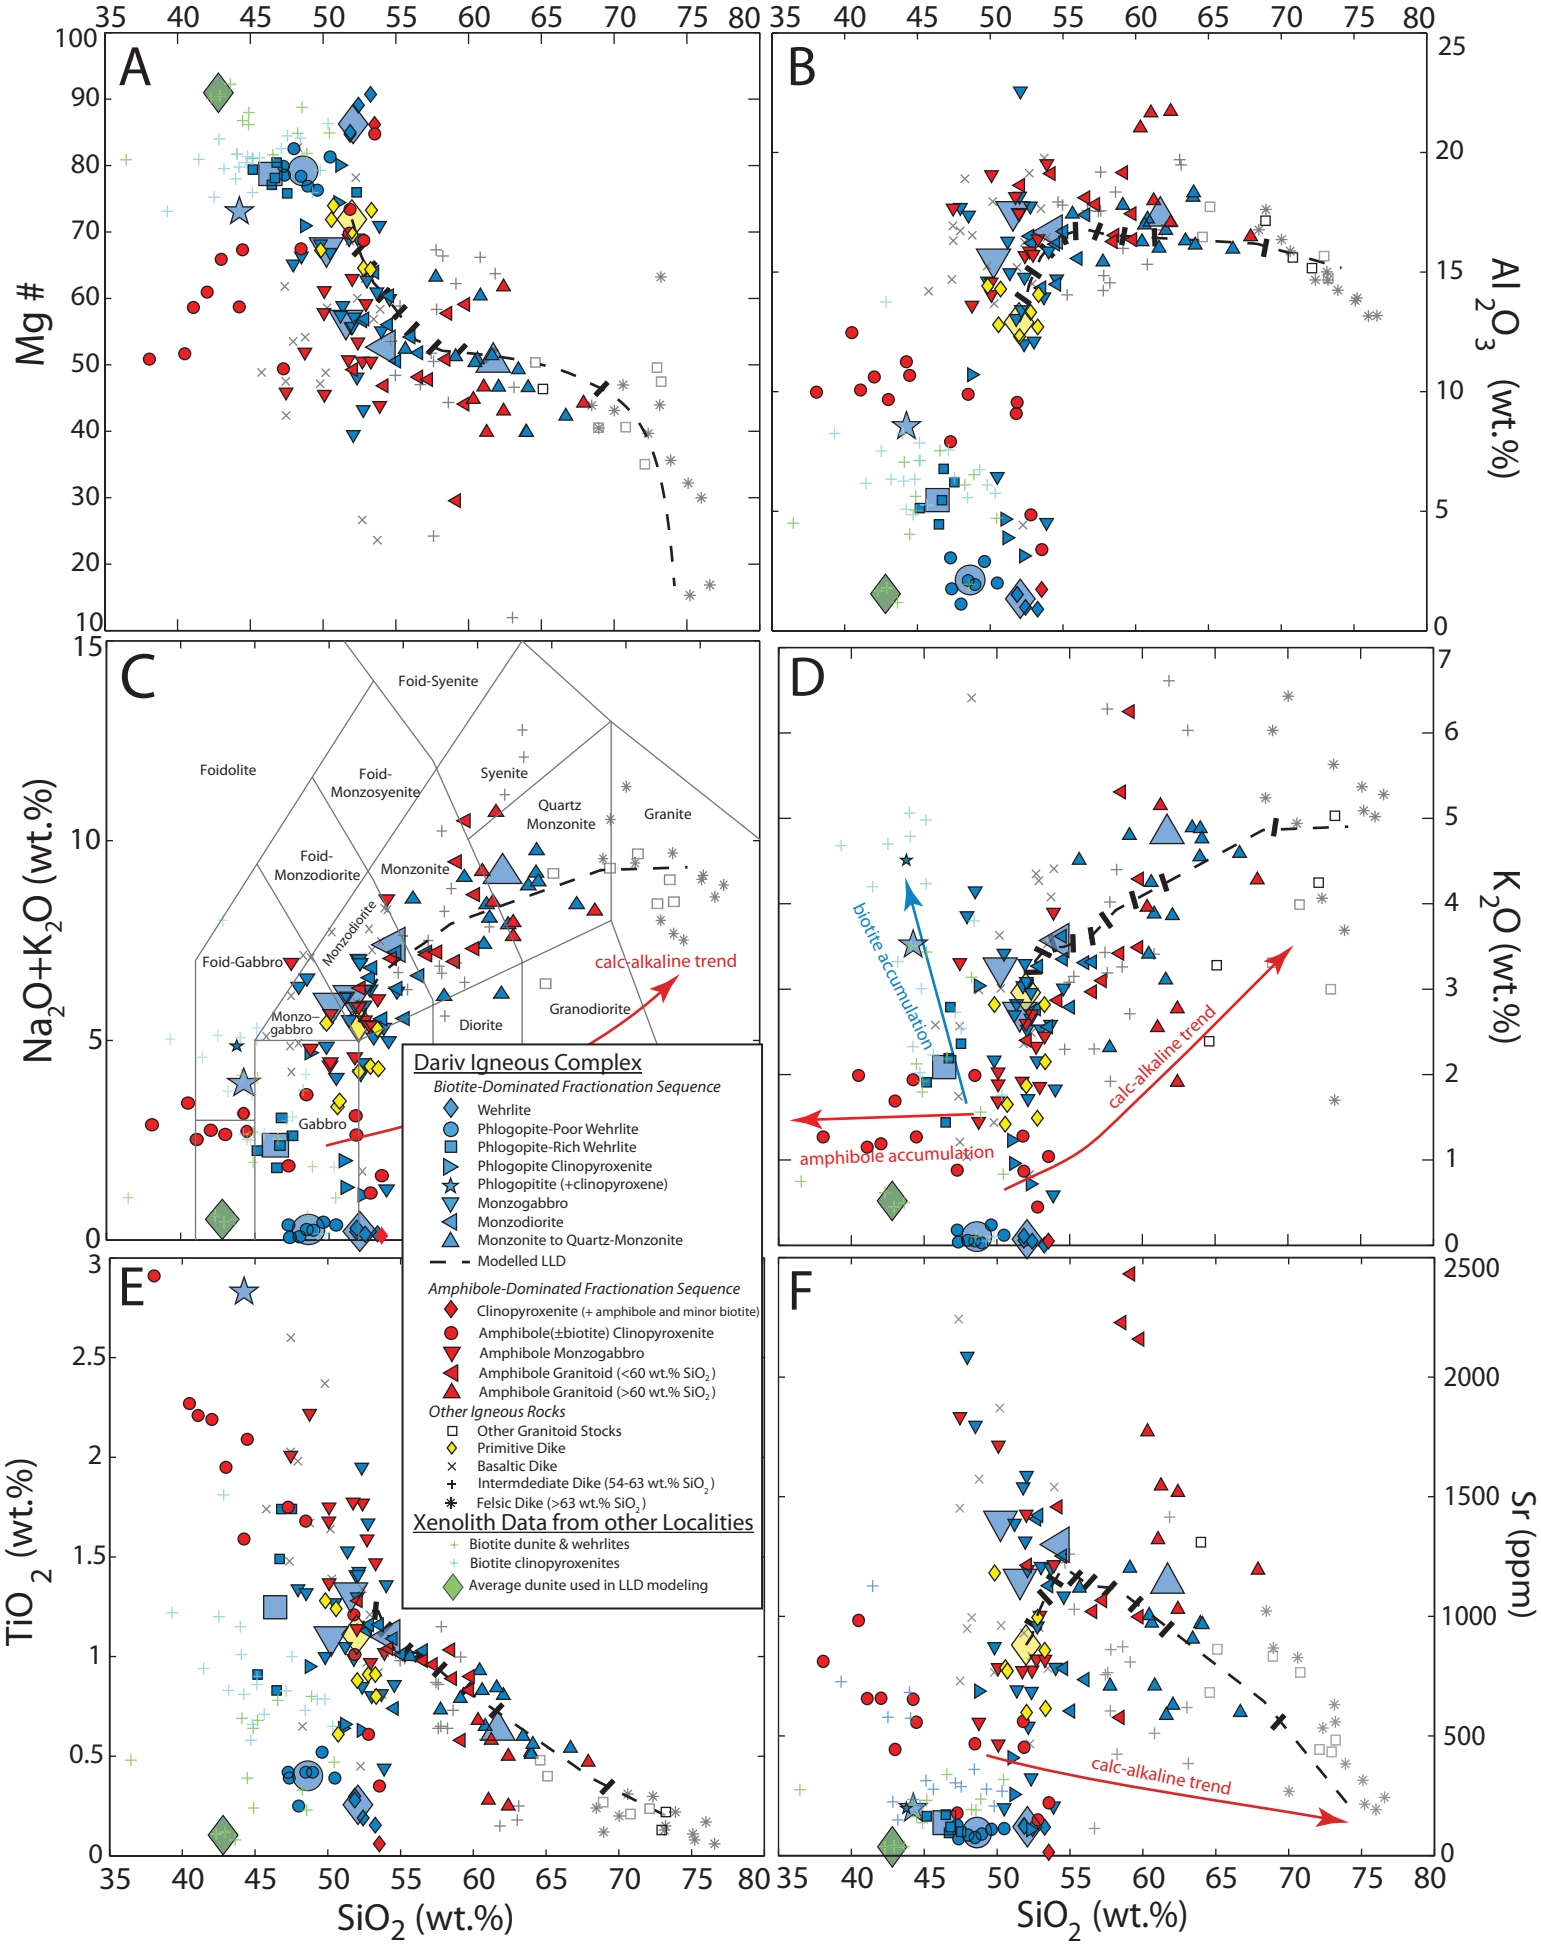 35 40 45 50 55 60 65 70 75 80
35 40 45 50 55 60 65 70 75 80
A
100
90
80
70
60
50
40
30
20
10
Mg #
B
25
20
15
10
5
0
Al2O3 (wt.%)
C
15
10
5
0
Na2O+K2O (wt.%)
Foid-Syenite
Foidolite
Foid-
Monzosyenite
Syenite
Quartz
Monzonite
Granite
Foid-
Monzodiorite
Monzonite
Monzodiorite
Foid-Gabbro
Monzo-
gabbro
Gabbro
Diorite
Granodiorite
calc-alkaline trend
D
7
6
5
4
3
2
1
0
K2O (wt.%)
biotite accumulation
amphibole accumulation
calc-alkaline trend
Dariv Igneous Complex
Biotite-Dominated Fractionation Sequence
Wehrlite
Phlogopite-Poor Wehrlite
Phlogopite-Rich Wehrlite
Phlogopite Clinopyroxenite
Phlogopitite (+clinopyroxene)
Monzogabbro
Monzodiorite
Monzonite to Quartz-Monzonite
Modelled LLD
Amphibole-Dominated Fractionation Sequence
Clinopyroxenite (+ amphibole and minor biotite)
Amphibole(±biotite) Clinopyroxenite
Amphibole Monzogabbro
Amphibole Granitoid (<60 wt.% SiO2)
Amphibole Granitoid (>60 wt.% SiO2)
Other Igneous Rocks
Other Granitoid Stocks
Primitive Dike
Basaltic Dike
Intermdediate Dike (54-63 wt.% SiO2)
Felsic Dike (>63 wt.% SiO2)
Xenolith Data from other Localities
Biotite dunite & wehrlites
Biotite clinopyroxenites
Average dunite used in LLD modeling
E
3
2.5
2
1.5
1
0.5
0
TiO2 (wt.%)
F
2500
2000
1500
1000
500
0
Sr (ppm)
calc-alkaline trend
35 40 45 50 55 60 65 70 75 80
35 40 45 50 55 60 65 70 75 80
SiO2 (wt.%)
SiO2 (wt.%)